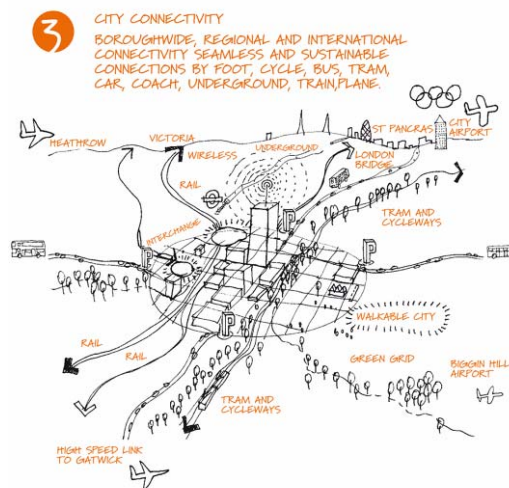 3
CITY CONNECTIVITY
BOROUGHWIDE, REGIONAL AND INTERNATIONAL
CONNECTIVITY SEAMLESS AND SUSTAINABLE
CONNECTIONS BY FOOT, CYCLE, BUS, TRAM,
CAR, COACH, UNDERGROUND, TRAIN,PLANE.
HEATHROW
VICTORIA
WIRELESS
UNDERGROUND
ST PANCRAS
CITY
AIRPORT
LONDON
BRIDGE
RAIL
TRAM AND
CYCLEWAYS
INTERCHANGE
P
P
P
P
WALKABLE CITY
RAIL
RAIL
GREEN GRID
BIGGIN HILL
AIRPORT
TRAM AND
CYCLEWAYS
HIGH SPEED LINK
TO GATWICK